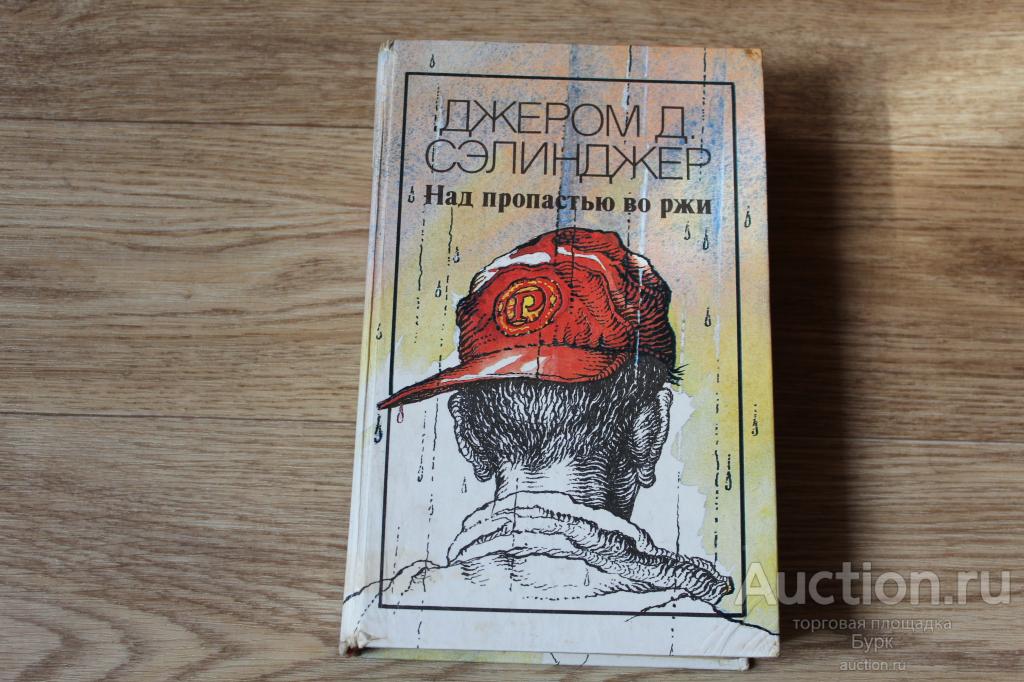 ДЖЕРОМ Д.
СЭЛИНДЖЕР
Над пропастью во ржи
P
Auction.ru
торговая площадка
Бурк
auction.ru